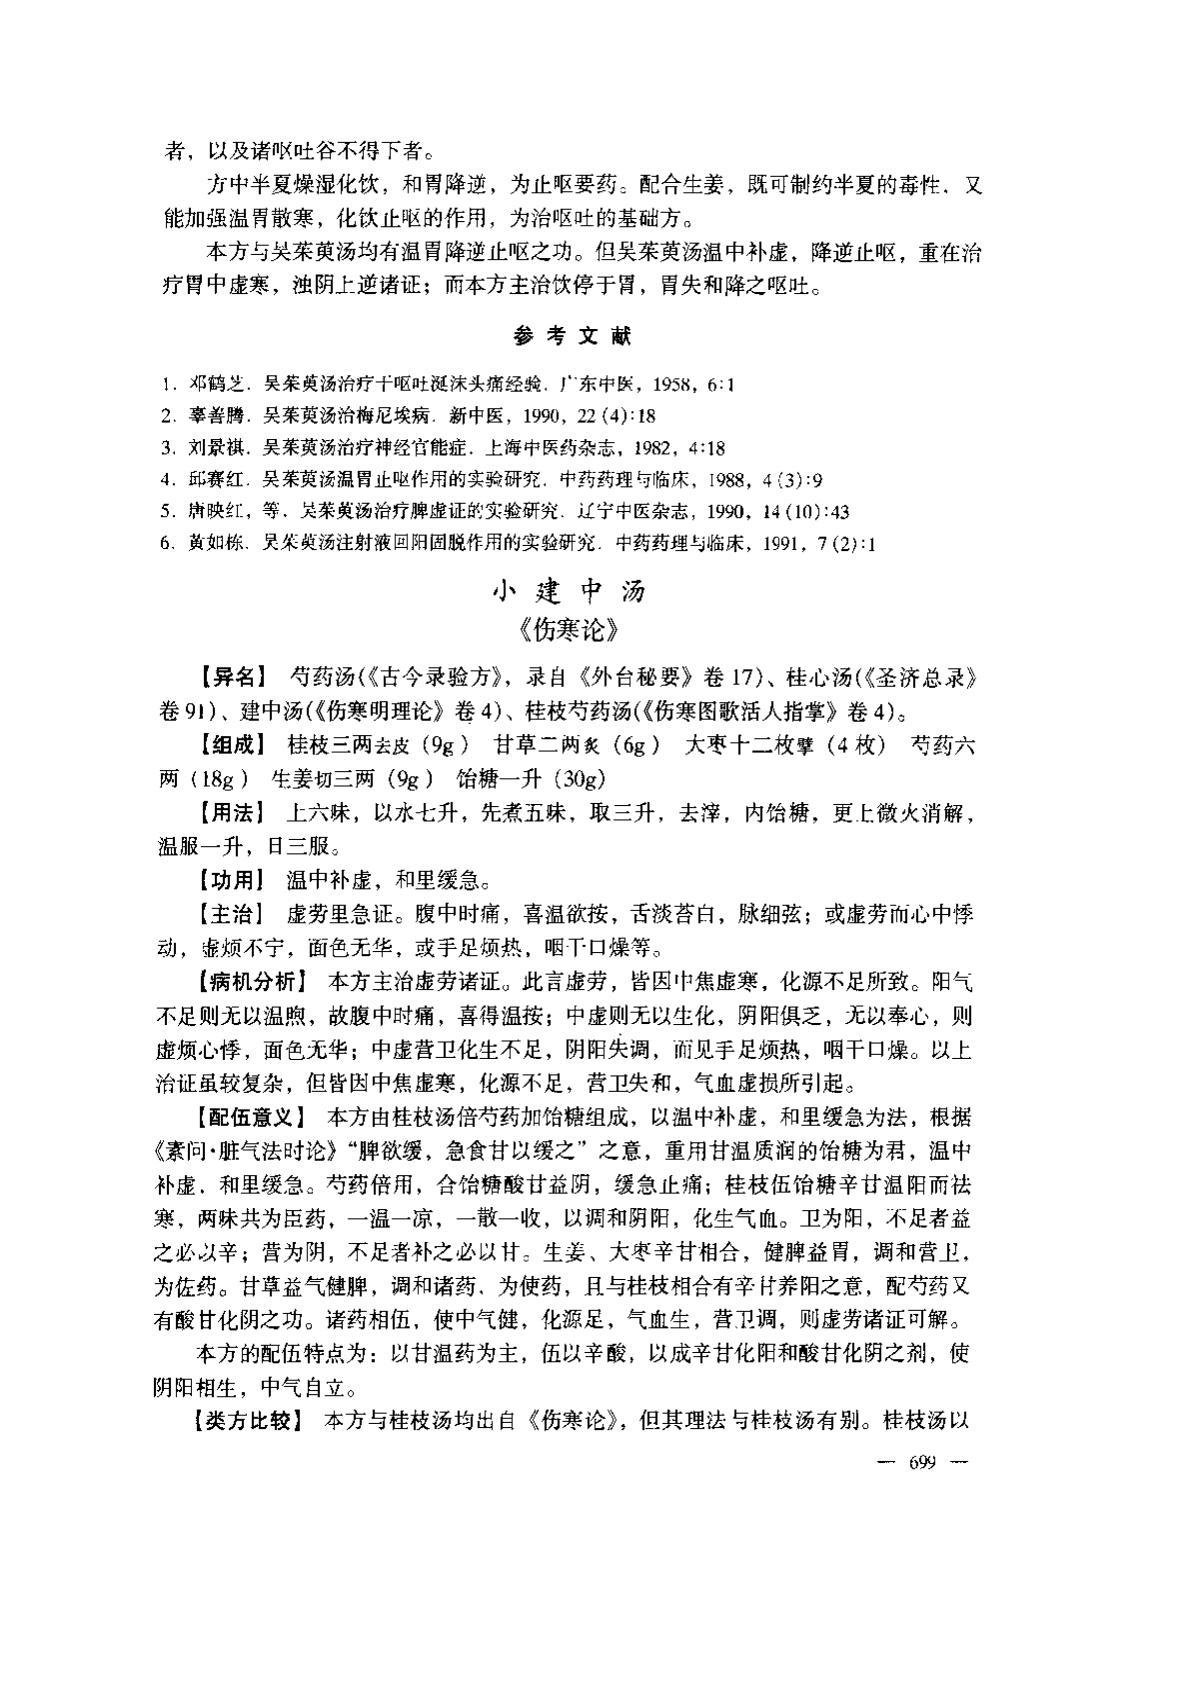 者，以及诸呕吐谷不得下者。
方中半夏燥湿化饮，和胃降逆，为止呕要药。配合生姜，既可制约半夏的毒性，又
能加强温胃散寒，化饮止呕的作用，为治呕吐的基础方。
本方与吴茱萸汤均有温胃降逆止呕之功。但吴茱萸汤温中补虚，降逆止呕，重在治
疗胃中虚寒，浊阴上逆诸证；而本方主治饮停于胃，胃失和降之呕吐。
参考文献
1. 邓鹤芝．吴茱萸汤治疗干呕吐涎沫头痛经验．广东中医，1958，6:1
2. 辜善腾．吴茱萸汤治梅尼埃病．新中医，1990，22(4):18
3. 刘景祺．吴茱萸汤治疗神经官能症．上海中医药杂志，1982，4:18
4. 邱赛红．吴茱萸汤温胃止呕作用的实验研究．中药药理与临床，1988，4(3):9
5. 唐映红，等．吴茱萸汤治疗脾虚证的实验研究．辽宁中医杂志，1990，14(10):43
6. 黄如栋．吴茱萸汤注射液回阳固脱作用的实验研究．中药药理与临床，1991，7(2):1
小建中汤
《伤寒论》
【异名】 芍药汤(《古今录验方》，录自《外台秘要》卷17)、桂心汤(《圣济总录》
卷91)、建中汤(《伤寒明理论》卷4)、桂枝芍药汤(《伤寒图歌活人指掌》卷4)。
【组成】 桂枝三两去皮（9g） 甘草二两炙（6g） 大枣十二枚擘（4枚） 芍药六
两（18g） 生姜切三两（9g） 饴糖一升（30g）
【用法】 上六味，以水七升，先煮五味，取三升，去滓，内饴糖，更上微火消解，
温服一升，日三服。
【功用】 温中补虚，和里缓急。
【主治】 虚劳里急证。腹中时痛，喜温欲按，舌淡苔白，脉细弦；或虚劳而心中悸
动，虚烦不宁，面色无华，或手足烦热，咽干口燥等。
【病机分析】 本方主治虚劳诸证。此言虚劳，皆因中焦虚寒，化源不足所致。阳气
不足则无以温煦，故腹中时痛，喜得温按；中虚则无以生化，阴阳俱乏，无以奉心，则
虚烦心悸，面色无华；中虚营卫化生不足，阴阳失调，而见手足烦热，咽干口燥。以上
治证虽较复杂，但皆因中焦虚寒，化源不足，营卫失和，气血虚损所引起。
【配伍意义】 本方由桂枝汤倍芍药加饴糖组成，以温中补虚，和里缓急为法，根据
《素问·脏气法时论》“脾欲缓，急食甘以缓之”之意，重用甘温质润的饴糖为君，温中
补虚，和里缓急。芍药倍用，合饴糖酸甘益阴，缓急止痛；桂枝伍饴糖辛甘温阳而祛
寒，两味共为臣药，一温一凉，一散一收，以调和阴阳，化生气血。卫为阳，不足者益
之必以辛；营为阴，不足者补之必以甘。生姜、大枣辛甘相合，健脾益胃，调和营卫，
为佐药。甘草益气健脾，调和诸药，为使药，且与桂枝相合有辛甘养阳之意，配芍药又
有酸甘化阴之功。诸药相伍，使中气健，化源足，气血生，营卫调，则虚劳诸证可解。
本方的配伍特点为：以甘温药为主，伍以辛酸，以成辛甘化阳和酸甘化阴之剂，使
阴阳相生，中气自立。
【类方比较】 本方与桂枝汤均出自《伤寒论》，但其理法与桂枝汤有别。桂枝汤以
— 699 —